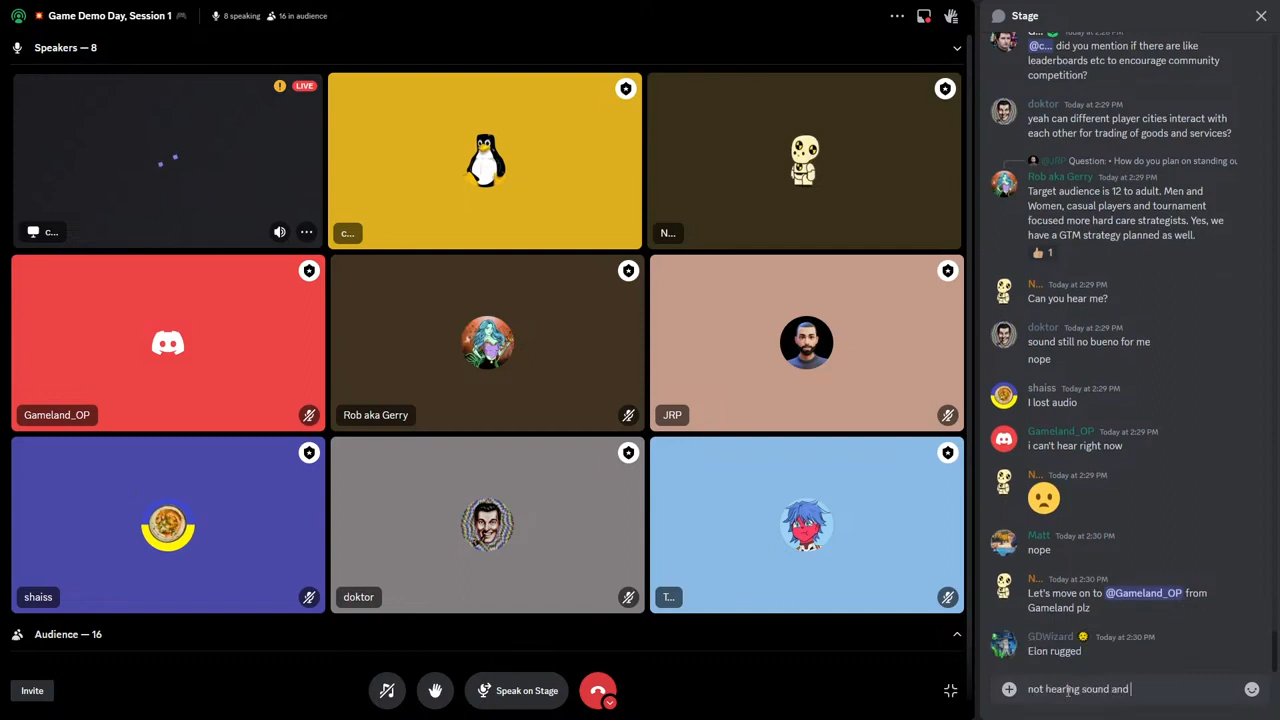 Game Demo Day, Session 1
8 speaking
16 in audience
Speakers — 8
LIVE
c...
c...
N...
Gameland_OP
Rob aka Gerry
JRP
shaiss
doktor
T...
Audience — 16
Invite
Speak on Stage
Stage
@c... did you mention if there are like
leaderboards etc to encourage community
competition?
doktor Today at 2:29 PM
yeah can different player cities interact with
each other for trading of goods and services?
@JRP Question: • How do you plan on standing ou
Rob aka Gerry Today at 2:29 PM
Target audience is 12 to adult. Men and
Women, casual players and tournament
focused more hard care strategists. Yes, we
have a GTM strategy planned as well.
1
N... Today at 2:29 PM
Can you hear me?
doktor Today at 2:29 PM
sound still no bueno for me
nope
shaiss Today at 2:29 PM
I lost audio
Gameland_OP Today at 2:29 PM
i can't hear right now
N... Today at 2:29 PM
Matt Today at 2:30 PM
nope
N... Today at 2:30 PM
Let's move on to @Gameland_OP from
Gameland plz
GDWizard Today at 2:30 PM
Elon rugged
not hearing sound and